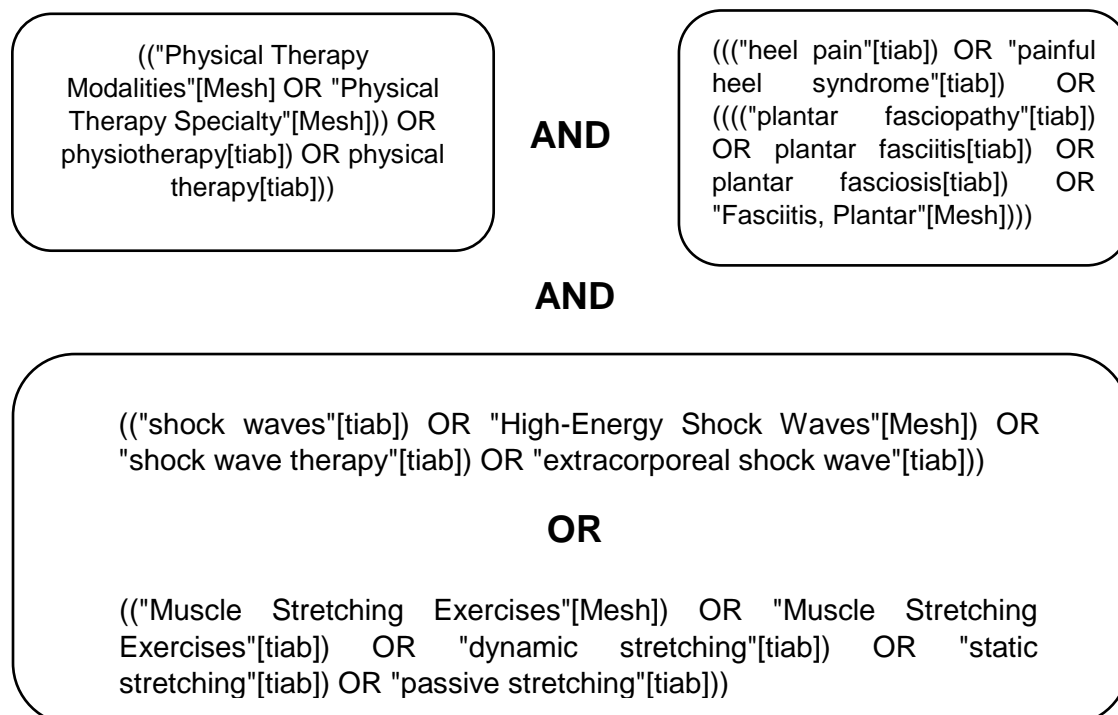 (("Physical Therapy
Modalities"[Mesh] OR "Physical
Therapy Specialty"[Mesh])) OR
physiotherapy[tiab]) OR physical
therapy[tiab]))
AND
((("heel pain"[tiab]) OR "painful
heel syndrome"[tiab]) OR
(((("plantar fasciopathy"[tiab])
OR plantar fasciitis[tiab]) OR
plantar fasciosis[tiab]) OR
"Fasciitis, Plantar"[Mesh])))
AND
(("shock waves"[tiab]) OR "High-Energy Shock Waves"[Mesh]) OR
"shock wave therapy"[tiab]) OR "extracorporeal shock wave"[tiab]))
OR
(("Muscle Stretching Exercises"[Mesh]) OR "Muscle Stretching
Exercises"[tiab]) OR "dynamic stretching"[tiab]) OR "static
stretching"[tiab]) OR "passive stretching"[tiab]))